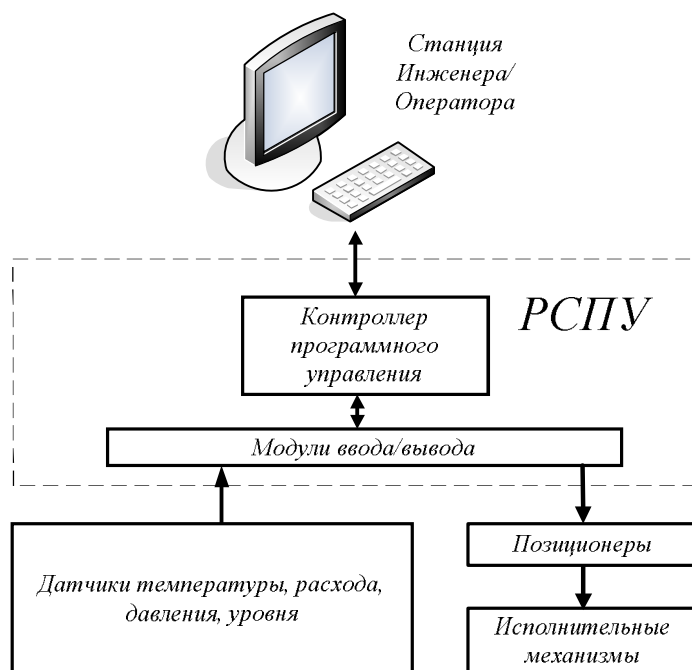 Станция
Инженера/
Оператора
РСПУ
Контроллер
программного
управления
Модули ввода/вывода
Датчики температуры, расхода,
давления, уровня
Позиционеры
Исполнительные
механизмы